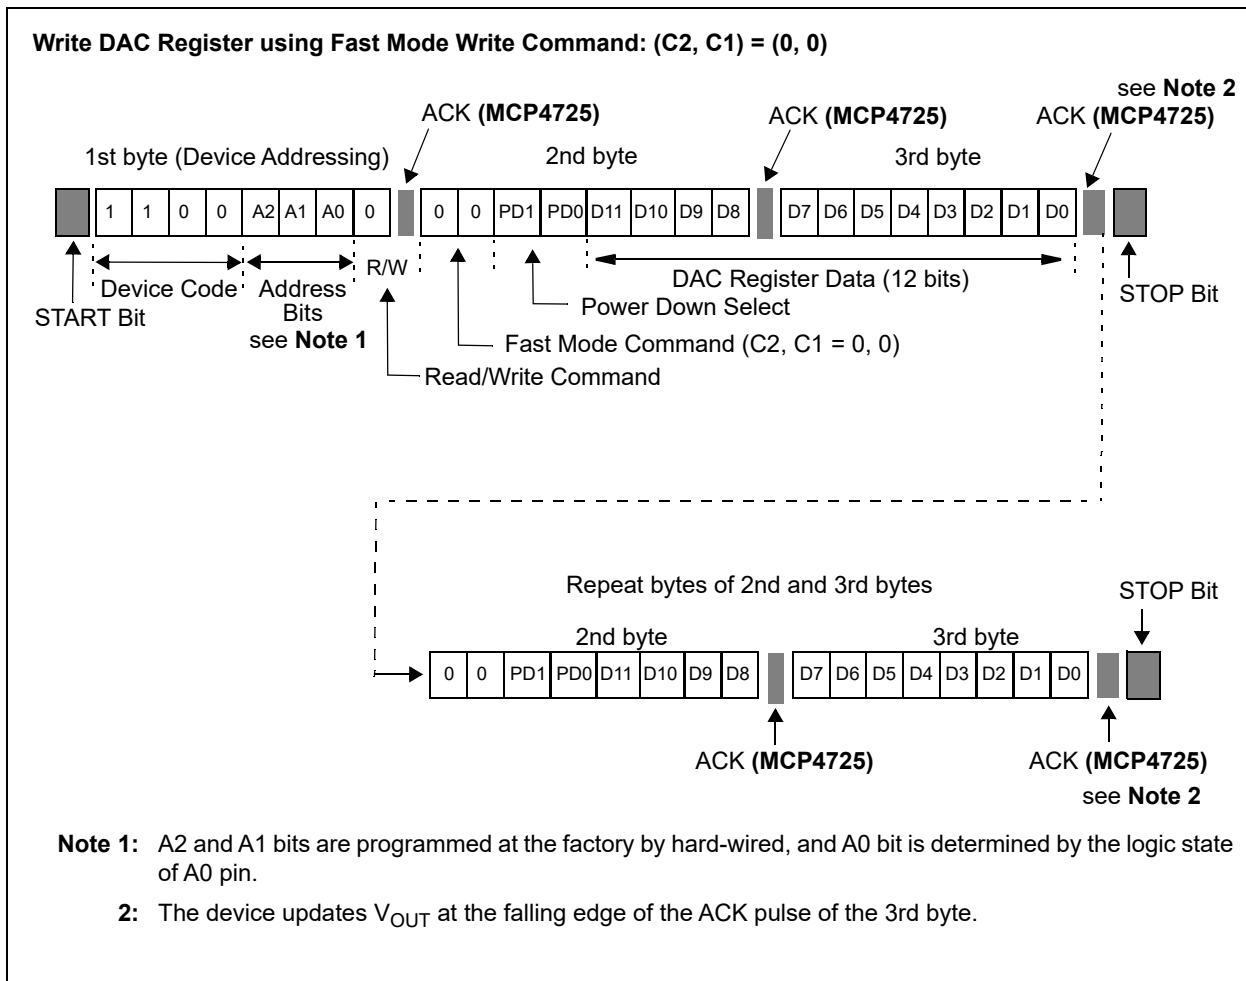 Write DAC Register using Fast Mode Write Command: (C2, C1) = (0, 0)
see Note 2
ACK (MCP4725)
ACK (MCP4725)
ACK (MCP4725)
1st byte (Device Addressing)
2nd byte
3rd byte
1 1 0 0 A2 A1 A0 0
0 0 PD1 PD0 D11 D10 D9 D8
D7 D6 D5 D4 D3 D2 D1 D0
R/W
Device Code
Address
Bits
see Note 1
START Bit
DAC Register Data (12 bits)
STOP Bit
Power Down Select
Fast Mode Command (C2, C1 = 0, 0)
Read/Write Command
Repeat bytes of 2nd and 3rd bytes
STOP Bit
2nd byte
3rd byte
0 0 PD1 PD0 D11 D10 D9 D8
D7 D6 D5 D4 D3 D2 D1 D0
ACK (MCP4725)
ACK (MCP4725)
see Note 2
Note 1: A2 and A1 bits are programmed at the factory by hard-wired, and A0 bit is determined by the logic state
of A0 pin.
2: The device updates VOUT at the falling edge of the ACK pulse of the 3rd byte.